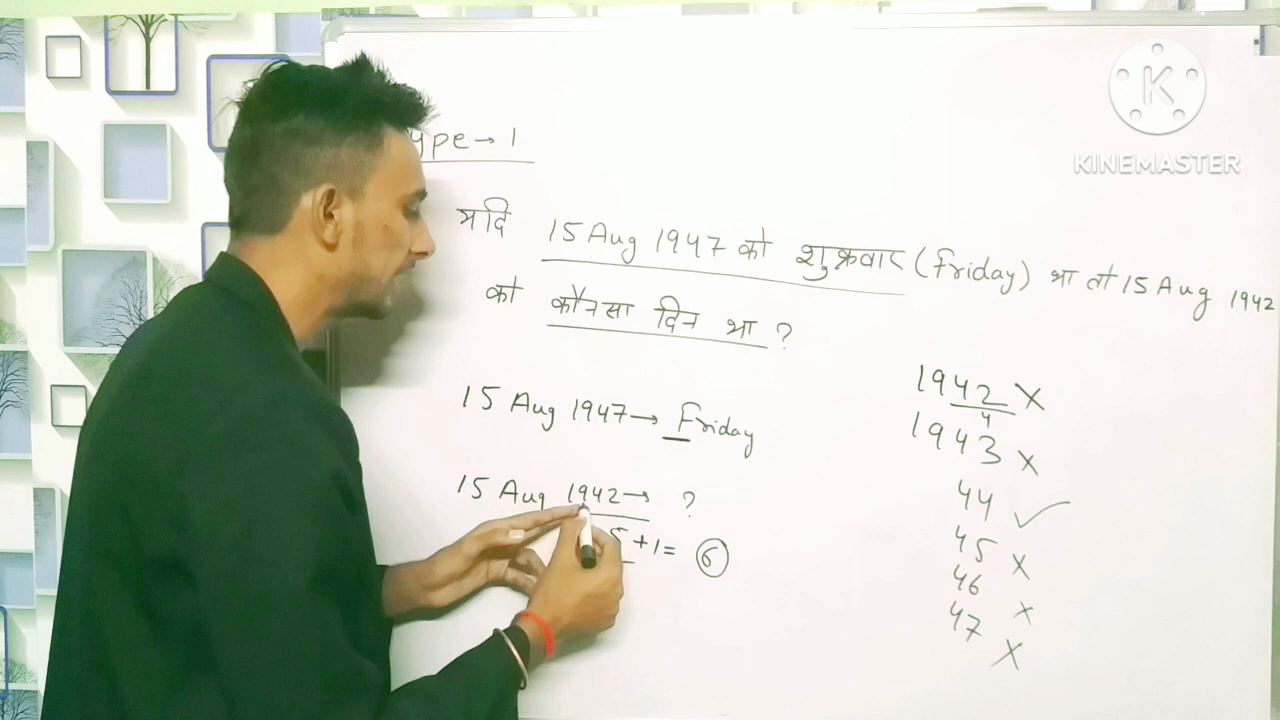 ype → 1
यदि 15 Aug 1947 को शुक्रवार (Friday) था तो 15 Aug 1942
को कौनसा दिन था ?
15 Aug 1947 → Friday
15 Aug 1942 → ?
5 + 1 = 6
1942 ×
4
1943 ×
44 ✓
45 ×
46 ×
47 ×
KINEMASTER